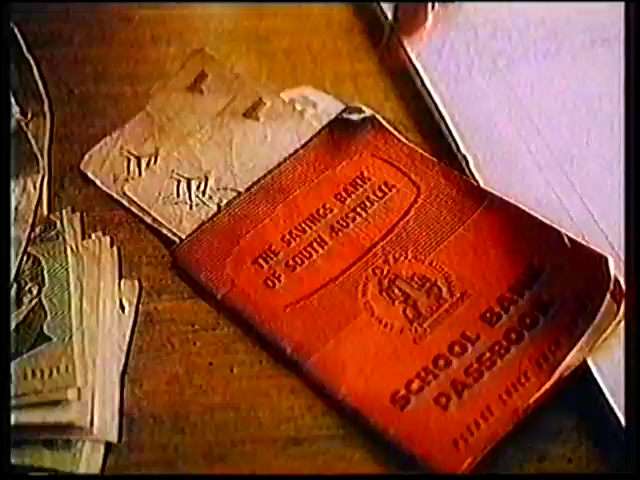 THE SAVINGS BANK
OF SOUTH AUSTRALIA
SCHOOL BANK
PASSBOOK